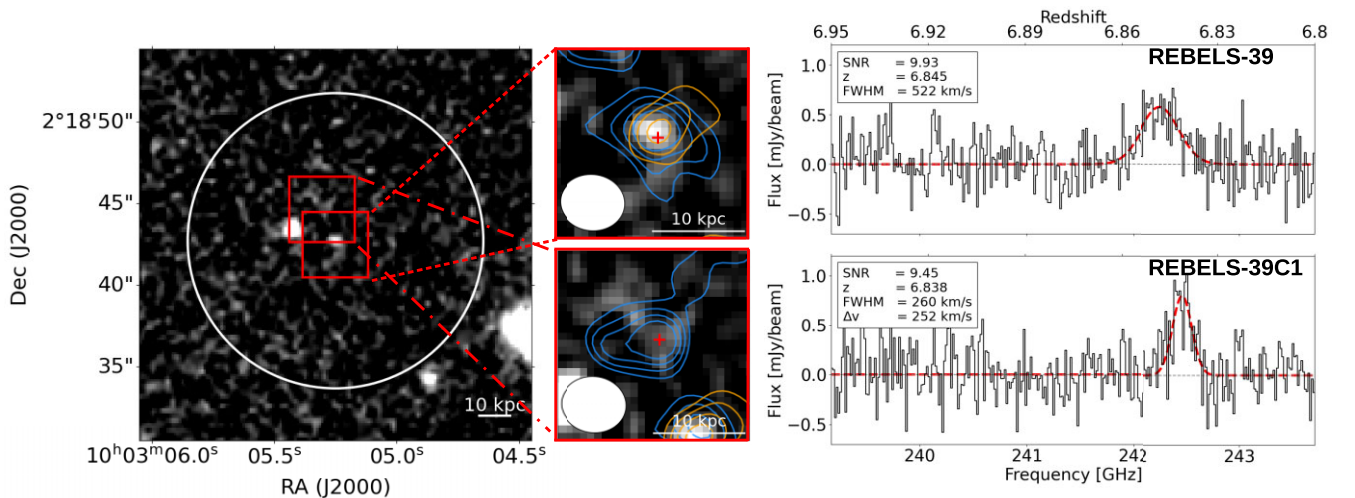 Dec (J2000)
2°18'50"
45"
40"
35"
10 kpc
10ʰ03ᵐ06.0ˢ
05.5ˢ
05.0ˢ
04.5ˢ
RA (J2000)
10 kpc
10 kpc
Redshift
6.95
6.92
6.89
6.86
6.83
6.8
REBELS-39
SNR = 9.93
z = 6.845
FWHM = 522 km/s
Flux [mJy/beam]
1.0
0.5
0.0
−0.5
REBELS-39C1
SNR = 9.45
z = 6.838
FWHM = 260 km/s
Δv = 252 km/s
Flux [mJy/beam]
1.0
0.5
0.0
−0.5
240
241
242
243
Frequency [GHz]